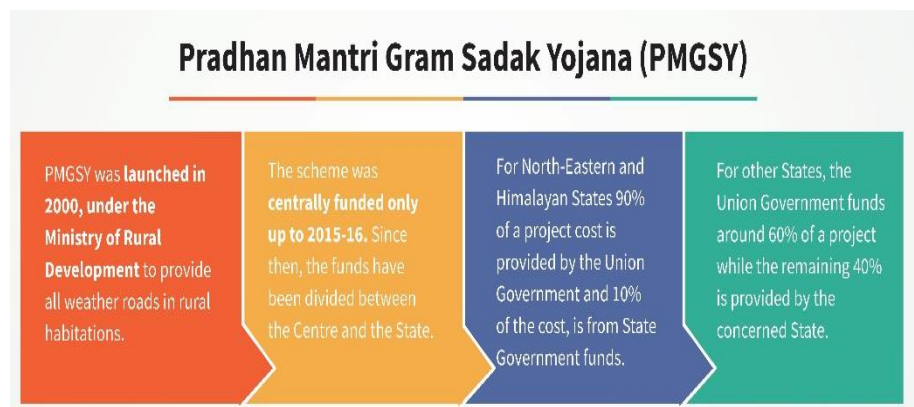 Pradhan Mantri Gram Sadak Yojana (PMGSY)
PMGSY was launched in
2000, under the
Ministry of Rural
Development to provide
all weather roads in rural
habitations.
The scheme was
centrally funded only
up to 2015-16. Since
then, the funds have
been divided between
the Centre and the State.
For North-Eastern and
Himalayan States 90%
of a project cost is
provided by the Union
Government and 10%
of the cost, is from State
Government funds.
For other States, the
Union Government funds
around 60% of a project
while the remaining 40%
is provided by the
concerned State.